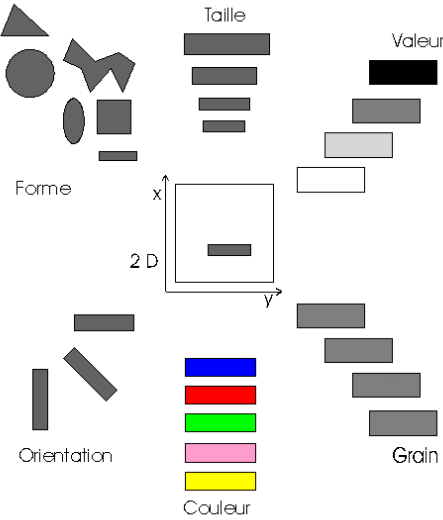 Taille
Valeur
Forme
x
2 D
y
Orientation
Grain
Couleur